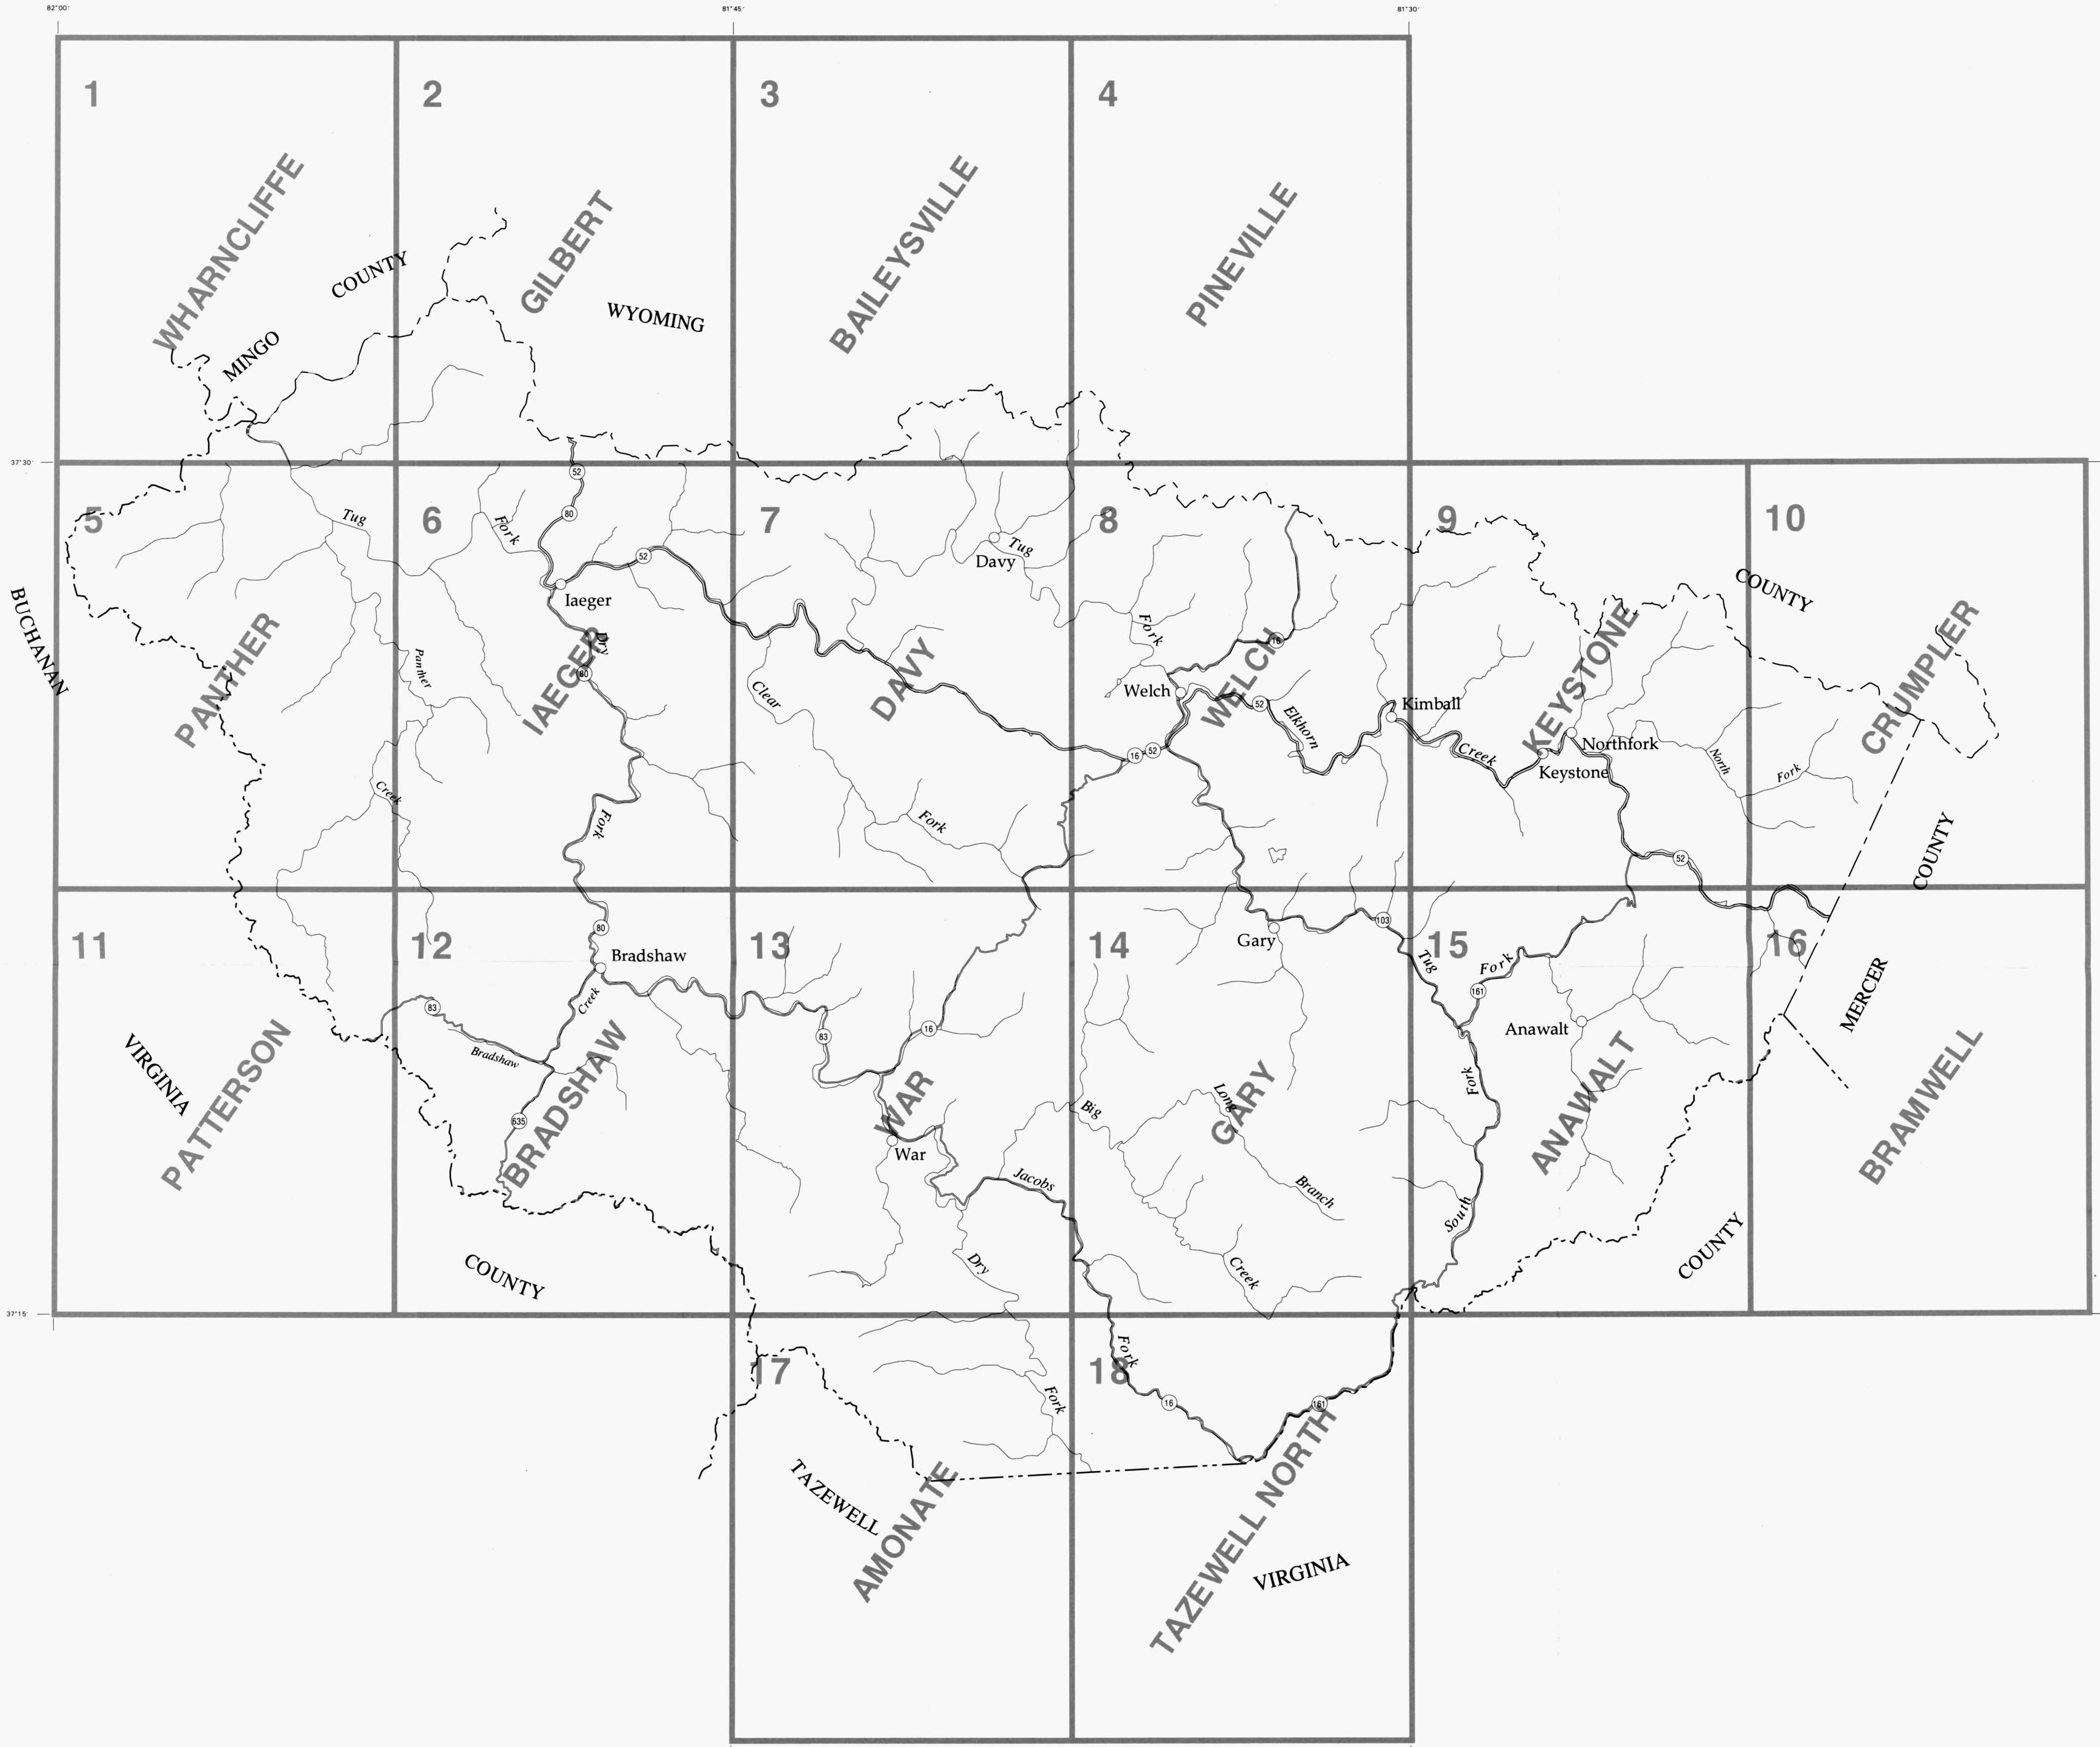 82°00'
81°45'
81°30'
1
2
3
4
WHARNCLIFFE
GILBERT
BAILEYSVILLE
PINEVILLE
COUNTY
WYOMING
MINGO
37°30'
52
5
6
7
8
9
10
Tug
Fork
80
Davy
Tug
52
COUNTY
BUCHANAN
Iaeger
PANTHER
IAEGER
Dry
80
Panther
DAVY
Clear
Fork
16
WELCH
KEYSTONE
CRUMPLER
Welch
52
Elkhorn
Kimball
Creek
Northfork
Keystone
North
Fork
16
52
Creek
Fork
Fork
52
COUNTY
11
12
13
14
15
16
80
Bradshaw
103
Gary
Tug
Fork
161
MERCER
83
Creek
83
16
Anawalt
VIRGINIA
PATTERSON
Bradshaw
BRADSHAW
WAR
GARY
Fork
ANAWALT
BRAMWELL
635
Big
Long
War
Jacobs
Branch
South
COUNTY
COUNTY
Dry
Creek
37°15'
17
18
Fork
Fork
16
161
TAZEWELL
AMONATE
TAZEWELL NORTH
VIRGINIA